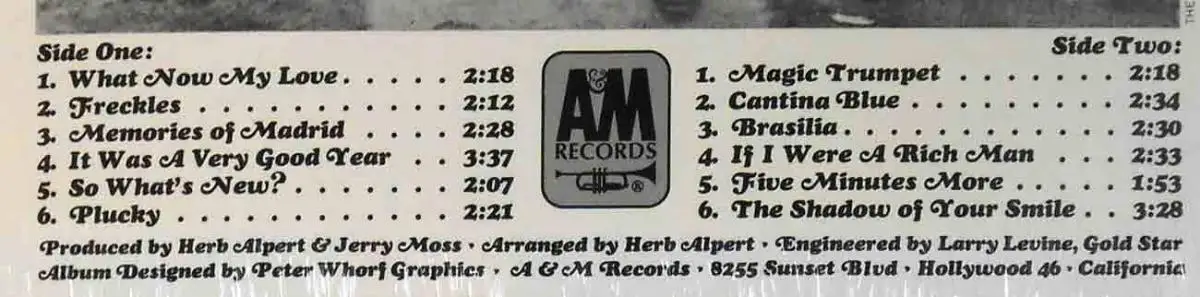 THE
Side One:
1. What Now My Love . . . . . 2:18
2. Freckles . . . . . . . . . . . . 2:12
3. Memories of Madrid . . . . 2:28
4. It Was A Very Good Year . . 3:37
5. So What's New? . . . . . . . 2:07
6. Plucky . . . . . . . . . . . . . 2:21
A&M
RECORDS
®
Side Two:
1. Magic Trumpet . . . . . . . 2:18
2. Cantina Blue . . . . . . . . . 2:34
3. Brasilia . . . . . . . . . . . . . 2:30
4. If I Were A Rich Man . . . 2:33
5. Five Minutes More . . . . . 1:53
6. The Shadow of Your Smile . . 3:28
Produced by Herb Alpert & Jerry Moss · Arranged by Herb Alpert · Engineered by Larry Levine, Gold Star
Album Designed by Peter Whorf Graphics · A & M Records · 8255 Sunset Blvd · Hollywood 46 · California